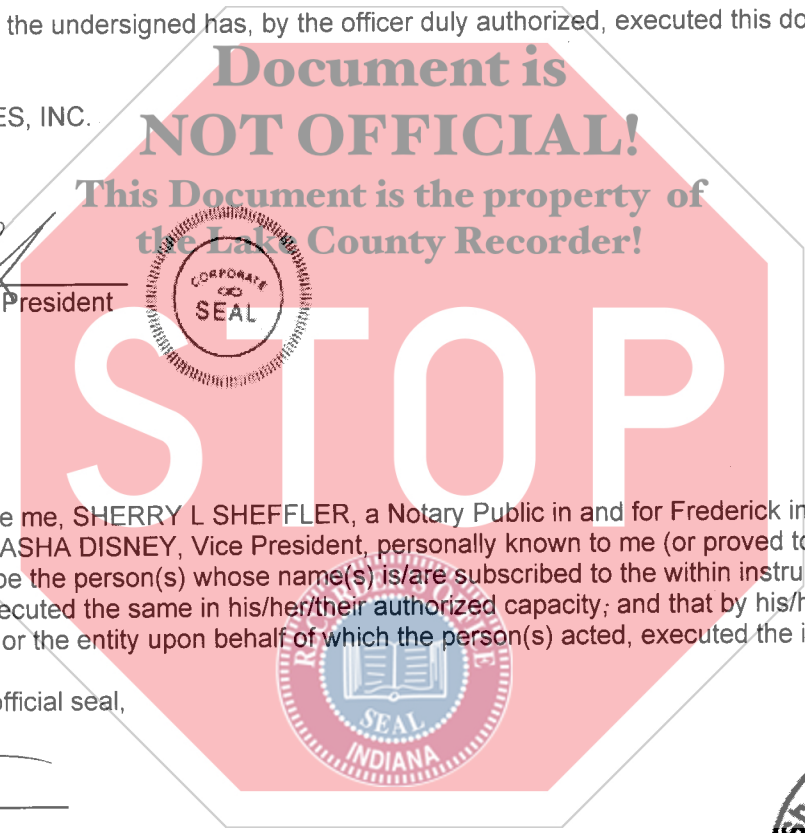 the undersigned has, by the officer duly authorized, executed this do
Document is
ES, INC.
NOT OFFICIAL!
This Document is the property of
the Lake County Recorder!
CORPORATE
SEAL
President
STOP
e me, SHERRY L SHEFFLER, a Notary Public in and for Frederick in
ASHA DISNEY, Vice President, personally known to me (or proved to
be the person(s) whose name(s) is/are subscribed to the within instru
ecuted the same in his/her/their authorized capacity, and that by his/h
or the entity upon behalf of which the person(s) acted, executed the i
RECORDER'S OFFICE
SEAL
INDIANA
official seal,